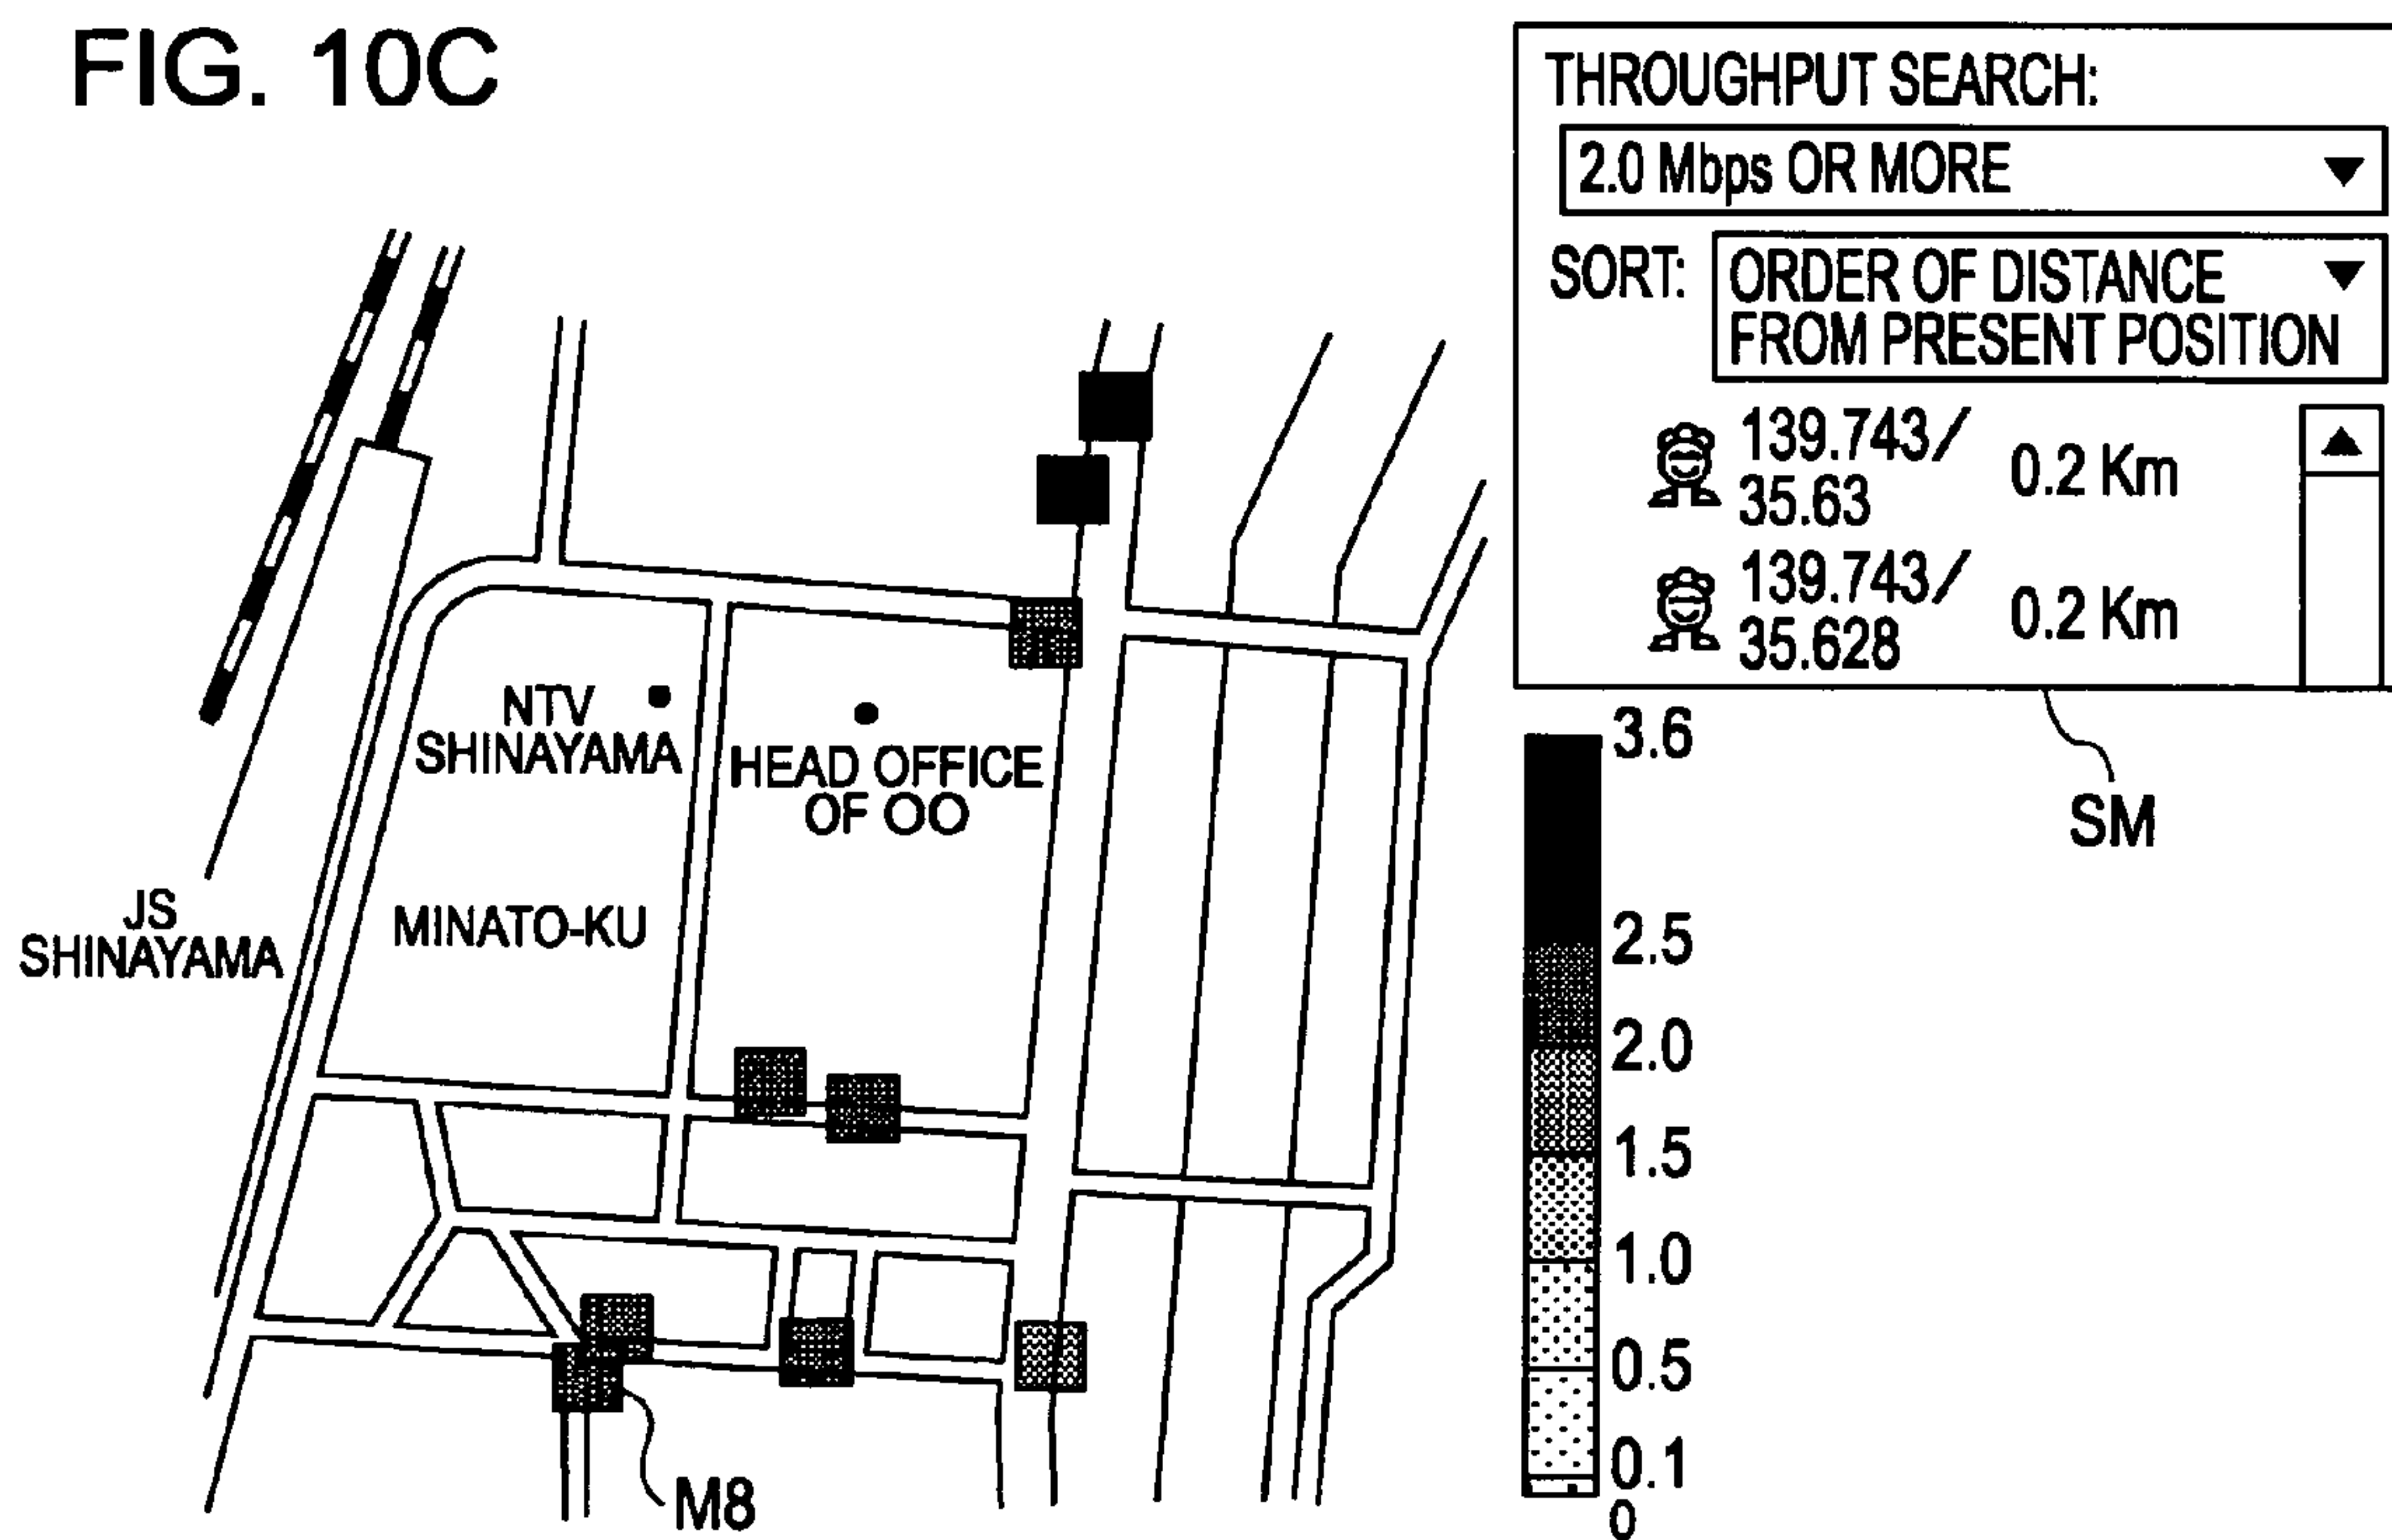 FIG. 10C
THROUGHPUT SEARCH:
2.0 Mbps OR MORE
SORT:
ORDER OF DISTANCE
FROM PRESENT POSITION
139.743/
35.63
0.2 Km
139.743/
35.628
0.2 Km
SM
NTV
SHINAYAMA
HEAD OFFICE
OF OO
JS
SHINAYAMA
MINATO-KU
M8
3.6
2.5
2.0
1.5
1.0
0.5
0.1
0